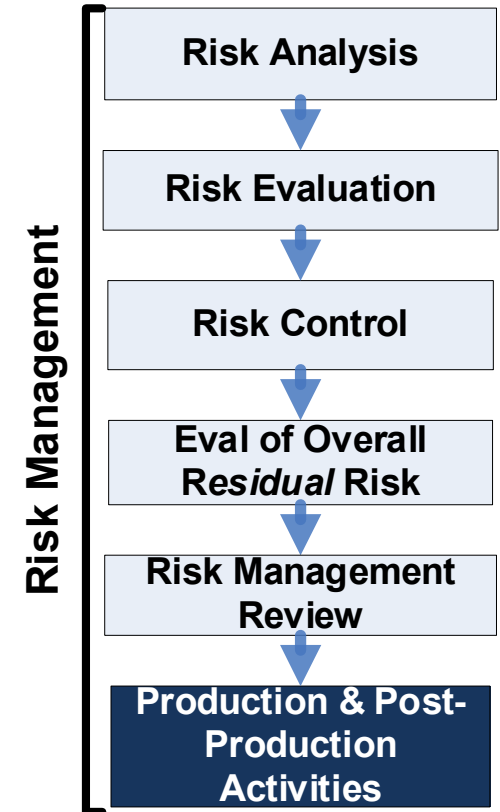 Risk Management
Risk Analysis
Risk Evaluation
Risk Control
Eval of Overall
Residual Risk
Risk Management
Review
Production & Post-
Production
Activities